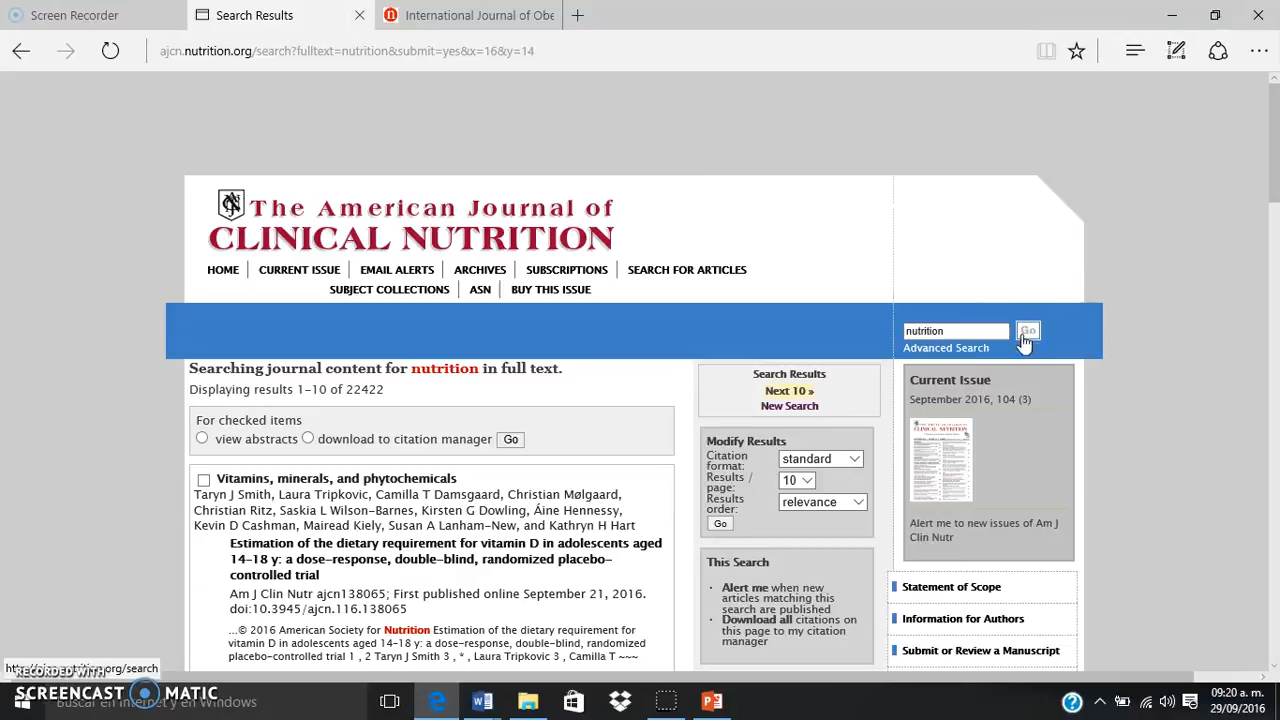 Screen Recorder
Search Results
International Journal of Obe
ajcn.nutrition.org/search?fulltext=nutrition&submit=yes&x=16&y=14
The American Journal of
CLINICAL NUTRITION
HOME
CURRENT ISSUE
EMAIL ALERTS
ARCHIVES
SUBSCRIPTIONS
SEARCH FOR ARTICLES
SUBJECT COLLECTIONS
ASN
BUY THIS ISSUE
nutrition
Go
Advanced Search
Searching journal content for nutrition in full text.
Displaying results 1-10 of 22422
For checked items
view abstracts
download to citation manager
Go
Vitamins, minerals, and phytochemicals
Taryn J Smith, Laura Tripkovic, Camilla T Damsgaard, Christian Mølgaard,
Christian Ritz, Saskia L Wilson-Barnes, Kirsten G Dowling, Áine Hennessy,
Kevin D Cashman, Mairead Kiely, Susan A Lanham-New, and Kathryn H Hart
Estimation of the dietary requirement for vitamin D in adolescents aged
14-18 y: a dose-response, double-blind, randomized placebo-
controlled trial
Am J Clin Nutr ajcn138065; First published online September 21, 2016.
doi:10.3945/ajcn.116.138065
...© 2016 American Society for Nutrition Estimation of the dietary requirement for
vitamin D in adolescents aged 14-18 y: a dose-response, double-blind, randomized
placebo-controlled trial 1 , 2 Taryn J Smith 3 , * , Laura Tripkovic 3 , Camilla T ~~~
Search Results
Next 10 »
New Search
Modify Results
Citation
format:
standard
Results /
page:
10
Results
order:
relevance
Go
This Search
Alert me when new
articles matching this
search are published
Download all citations on
this page to my citation
manager
Current Issue
September 2016, 104 (3)
Alert me to new issues of Am J
Clin Nutr
Statement of Scope
Information for Authors
Submit or Review a Manuscript
RECORDED WITH
SCREENCAST MATIC
Buscar en Internet y en Windows
09:20 a. m.
29/09/2016